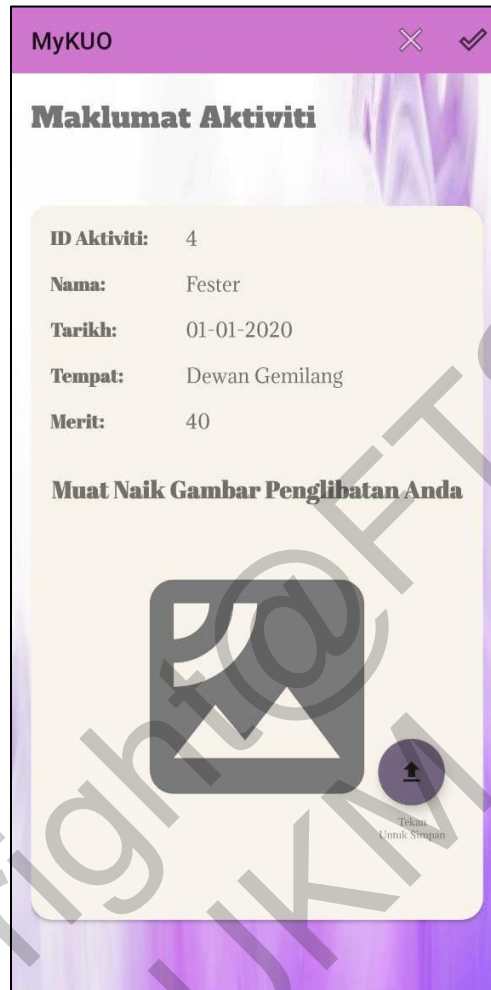 MyKUO
Maklumat Aktiviti
ID Aktiviti: 4
Nama: Fester
Tarikh: 01-01-2020
Tempat: Dewan Gemilang
Merit: 40
Muat Naik Gambar Penglibatan Anda
Tekan
Untuk Simpan